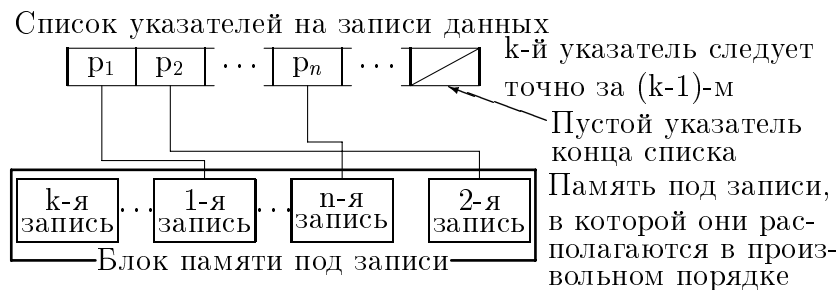 Список указателей на записи данных
p₁ p₂ ··· pₙ ···
k-й указатель следует
точно за (k-1)-м
Пустой указатель
конца списка
k-я запись ··· 1-я запись ··· n-я запись 2-я запись
Блок памяти под записи
Память под записи,
в которой они рас-
полагаются в произ-
вольном порядке